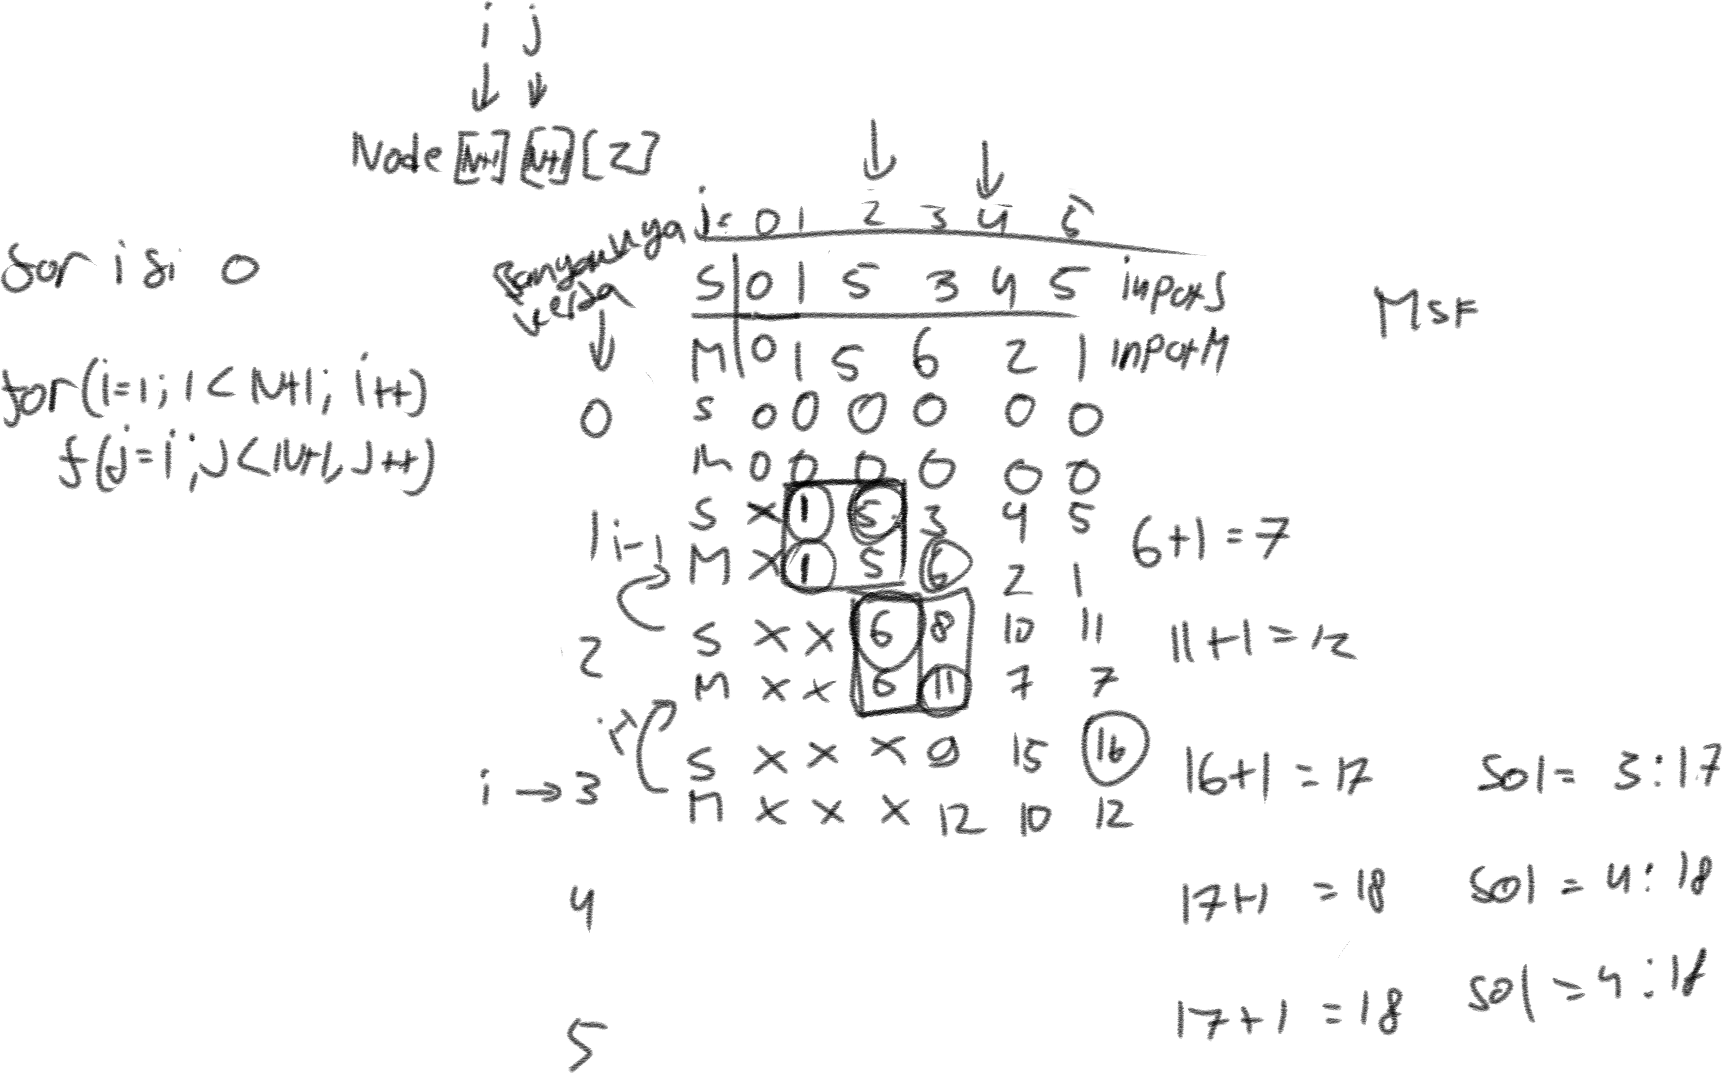 i j
Node [N+1] [N+1] [2]
for isi 0
for(i=1; i<N+1; i++)
f(j=i; j<N+1, J++)
Banyaknya kerja
j= 0 1 2 3 4 5
S 0 1 5 3 4 5 inputS
M 0 1 5 6 2 1 inputM
MSF
0 S 0 0 0 0 0 0
M 0 0 0 0 0 0
1 S x 1 5 3 4 5
i-1 M x 1 5 6 2 1 6+1=7
2 S x x 6 8 10 11 11+1=12
M x x 6 11 7 7
i-1
S x x x 9 15 16 16+1=17 sol= 3:17
i → 3 M x x x 12 10 12
4 17+1 =18 sol = 4:18
5 17+1 =18 sol = 4:18